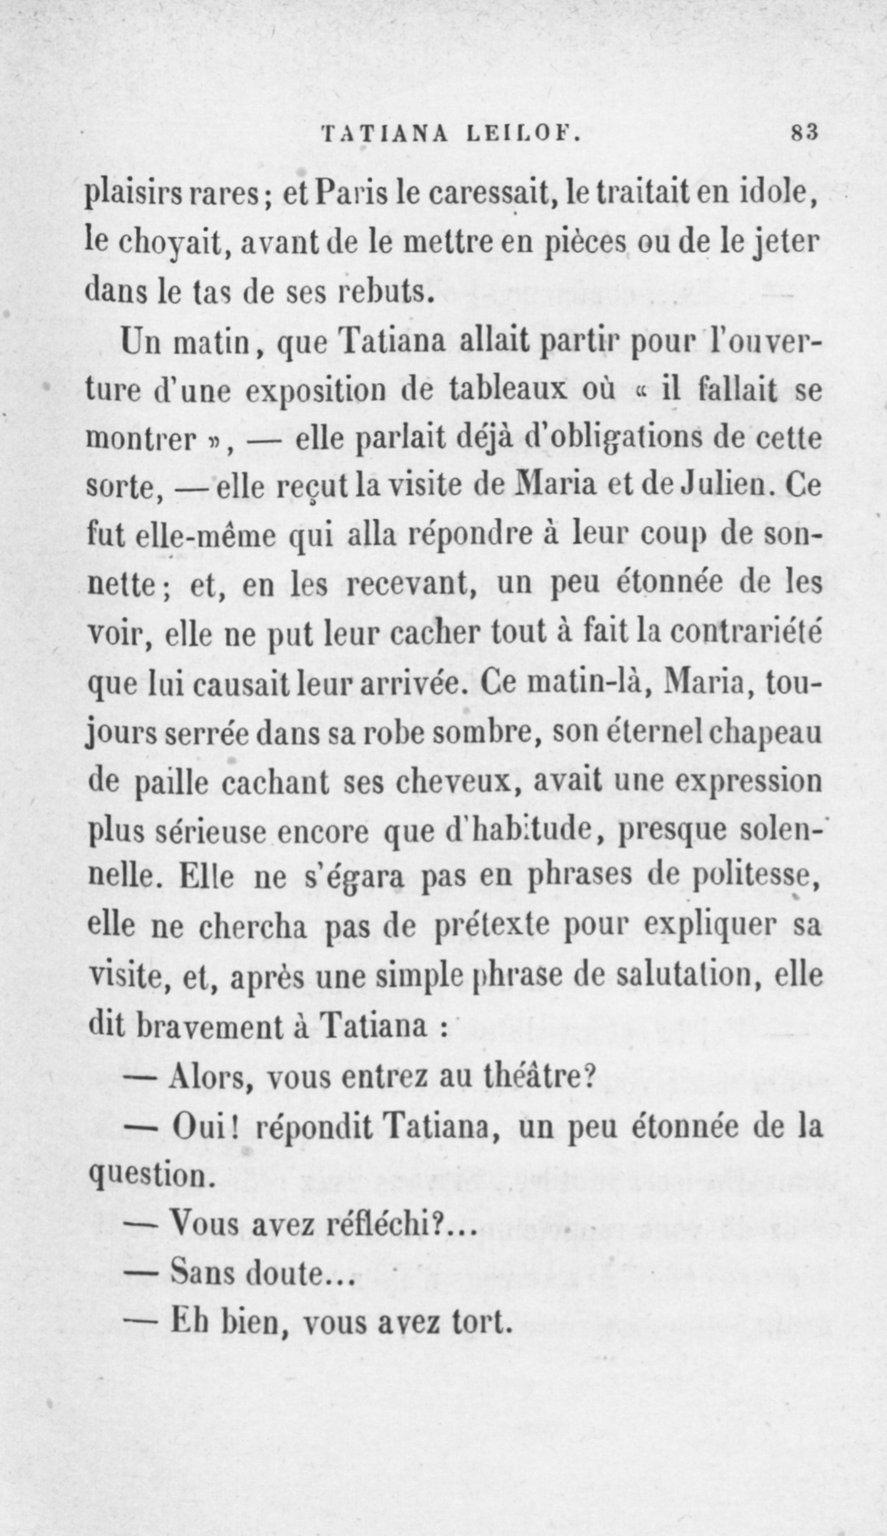 TATIANA LEILOF. 83
plaisirs rares ; et Paris le caressait, le traitait en idole,
le choyait, avant de le mettre en pièces ou de le jeter
dans le tas de ses rebuts.
Un matin, que Tatiana allait partir pour l'ouver-
ture d'une exposition de tableaux où « il fallait se
montrer », — elle parlait déjà d'obligations de cette
sorte, — elle reçut la visite de Maria et de Julien. Ce
fut elle-même qui alla répondre à leur coup de son-
nette ; et, en les recevant, un peu étonnée de les
voir, elle ne put leur cacher tout à fait la contrariété
que lui causait leur arrivée. Ce matin-là, Maria, tou-
jours serrée dans sa robe sombre, son éternel chapeau
de paille cachant ses cheveux, avait une expression
plus sérieuse encore que d'habitude, presque solen-
nelle. Elle ne s'égara pas en phrases de politesse,
elle ne chercha pas de prétexte pour expliquer sa
visite, et, après une simple phrase de salutation, elle
dit bravement à Tatiana :
— Alors, vous entrez au théâtre?
— Oui! répondit Tatiana, un peu étonnée de la
question.
— Vous avez réfléchi?...
— Sans doute...
— Eh bien, vous avez tort.